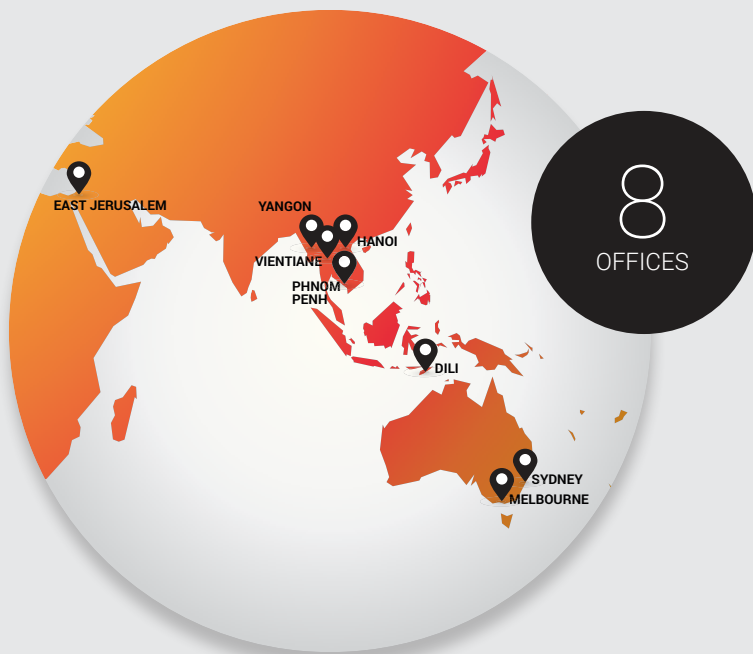 8
OFFICES
EAST JERUSALEM
YANGON
HANOI
VIENTIANE
PHNOM
PENH
DILI
SYDNEY
MELBOURNE